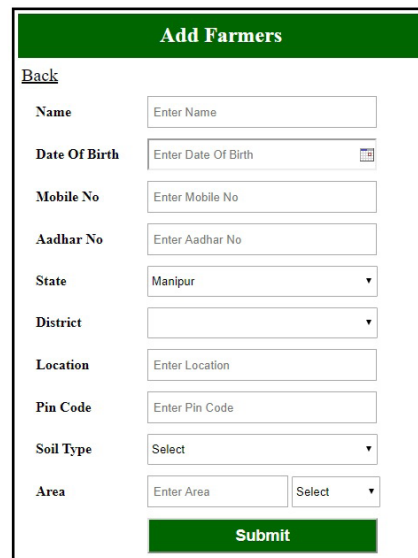 Add Farmers
Back
Name Enter Name
Date Of Birth Enter Date Of Birth
Mobile No Enter Mobile No
Aadhar No Enter Aadhar No
State Manipur
District
Location Enter Location
Pin Code Enter Pin Code
Soil Type Select
Area Enter Area Select
Submit